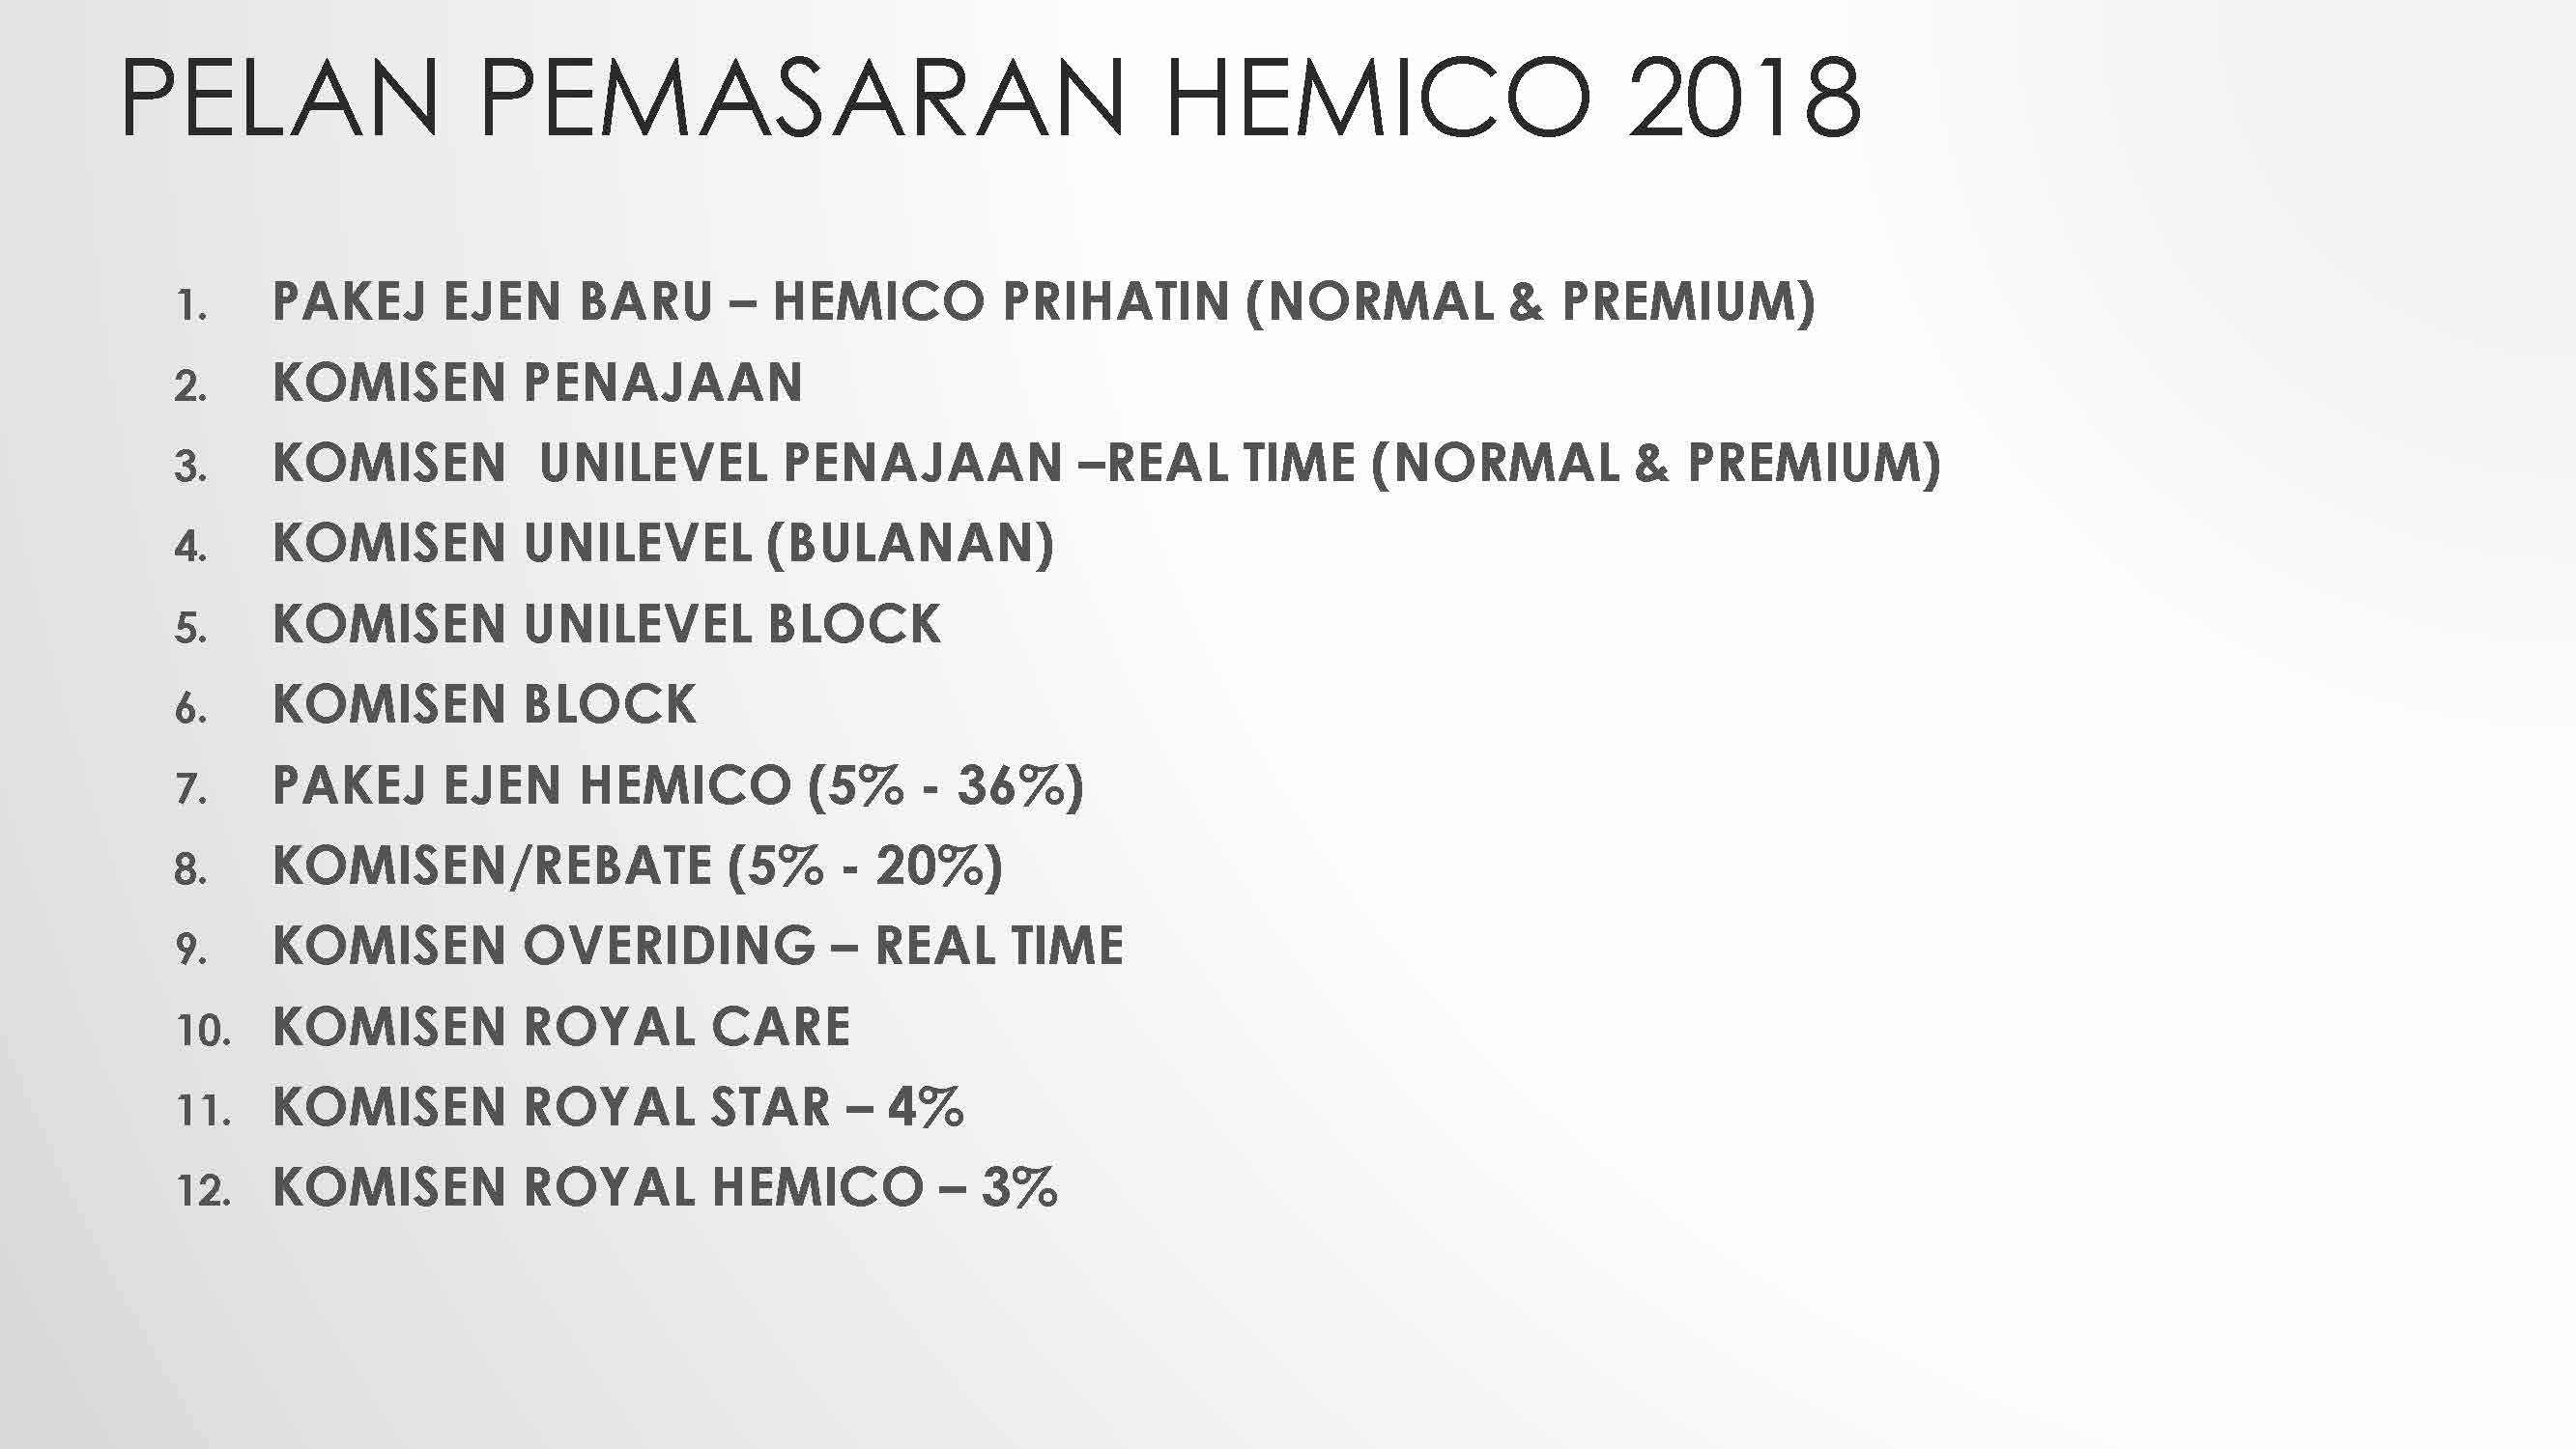 PELAN PEMASARAN HEMICO 2018
1. PAKEJ EJEN BARU – HEMICO PRIHATIN (NORMAL & PREMIUM)
2. KOMISEN PENAJAAN
3. KOMISEN UNILEVEL PENAJAAN –REAL TIME (NORMAL & PREMIUM)
4. KOMISEN UNILEVEL (BULANAN)
5. KOMISEN UNILEVEL BLOCK
6. KOMISEN BLOCK
7. PAKEJ EJEN HEMICO (5% - 36%)
8. KOMISEN/REBATE (5% - 20%)
9. KOMISEN OVERIDING – REAL TIME
10. KOMISEN ROYAL CARE
11. KOMISEN ROYAL STAR – 4%
12. KOMISEN ROYAL HEMICO – 3%